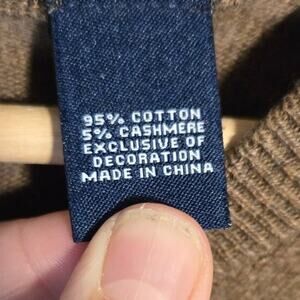 95% COTTON
5% CASHMERE
EXCLUSIVE OF
DECORATION
MADE IN CHINA